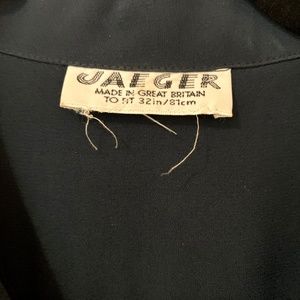 JAEGER
MADE IN GREAT BRITAIN
TO FIT 32in/81cm